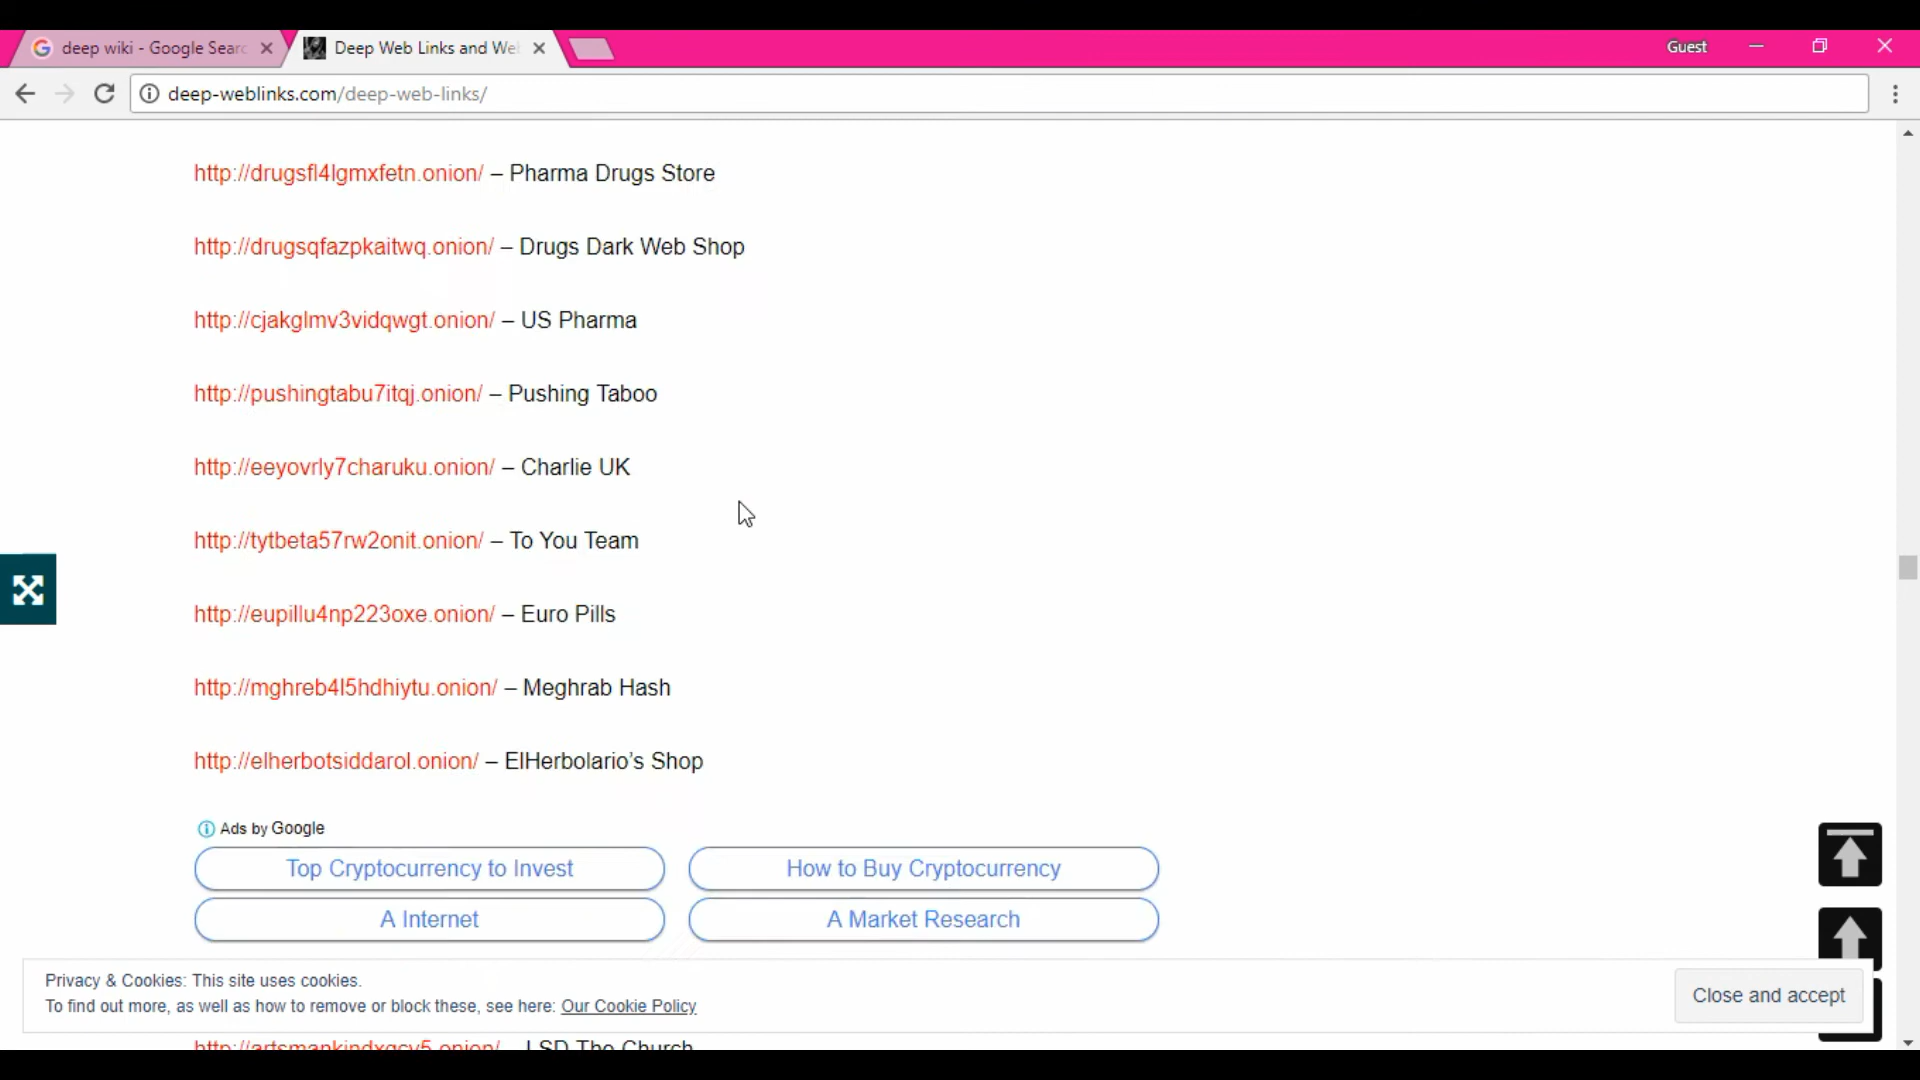 deep wiki - Google Sear
Deep Web Links and We
Guest
deep-weblinks.com/deep-web-links/
http://drugsfl4lgmxfetn.onion/ – Pharma Drugs Store
http://drugsqfazpkaitwq.onion/ – Drugs Dark Web Shop
http://cjakglmv3vidqwgt.onion/ – US Pharma
http://pushingtabu7itqj.onion/ – Pushing Taboo
http://eeyovrly7charuku.onion/ – Charlie UK
http://tytbeta57rw2onit.onion/ – To You Team
http://eupillu4np223oxe.onion/ – Euro Pills
http://mghreb4l5hdhiytu.onion/ – Meghrab Hash
http://elherbotsiddarol.onion/ – ElHerbolario’s Shop
Ads by Google
Top Cryptocurrency to Invest
How to Buy Cryptocurrency
A Internet
A Market Research
Privacy & Cookies: This site uses cookies.
To find out more, as well as how to remove or block these, see here: Our Cookie Policy
Close and accept
– LSD The Church